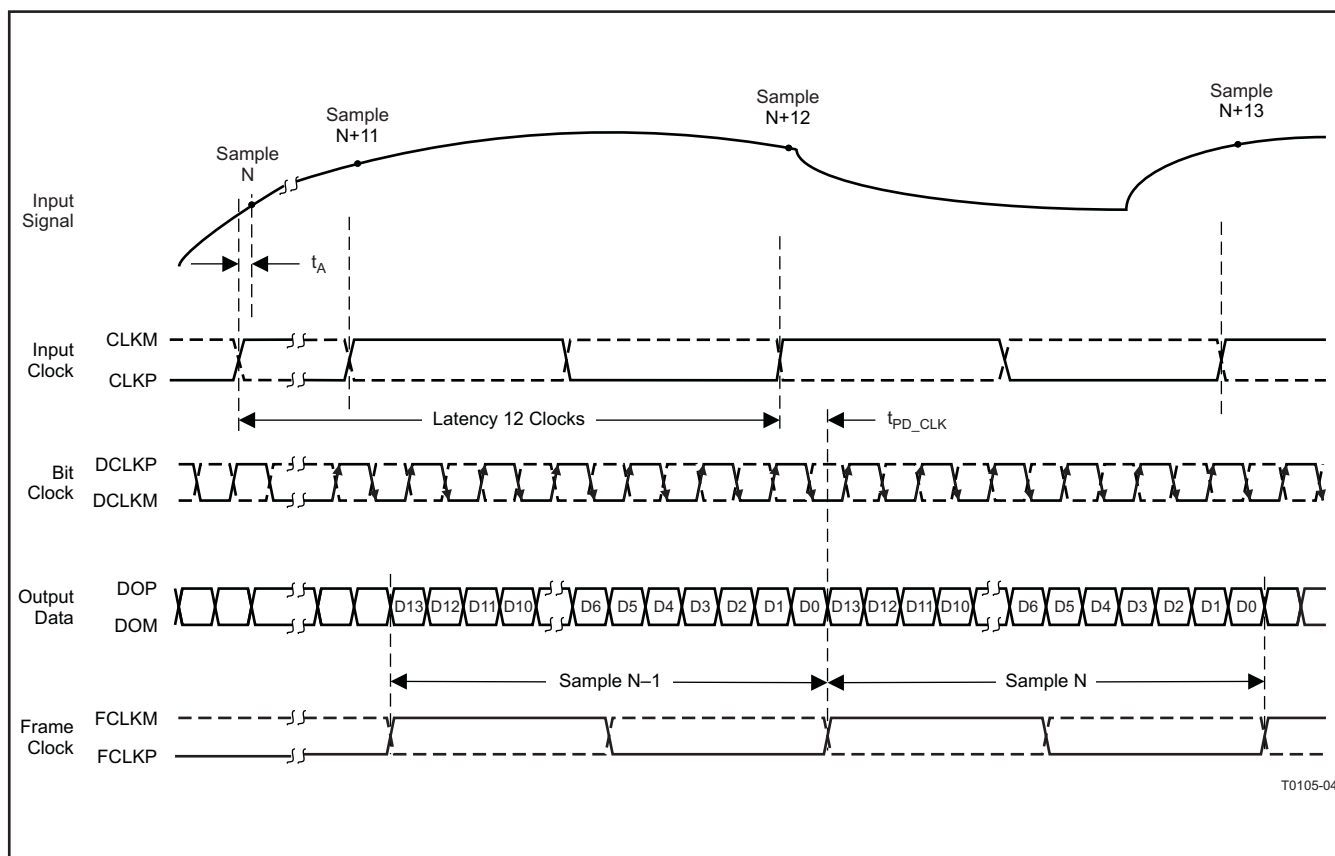 Sample
N
Sample
N+11
Sample
N+12
Sample
N+13
Input
Signal
tA
Input
Clock
CLKM
CLKP
Latency 12 Clocks
tPD_CLK
Bit
Clock
DCLKP
DCLKM
Output
Data
DOP
DOM
D13 D12 D11 D10 D6 D5 D4 D3 D2 D1 D0 D13 D12 D11 D10 D6 D5 D4 D3 D2 D1 D0
Sample N–1
Sample N
Frame
Clock
FCLKM
FCLKP
T0105-04